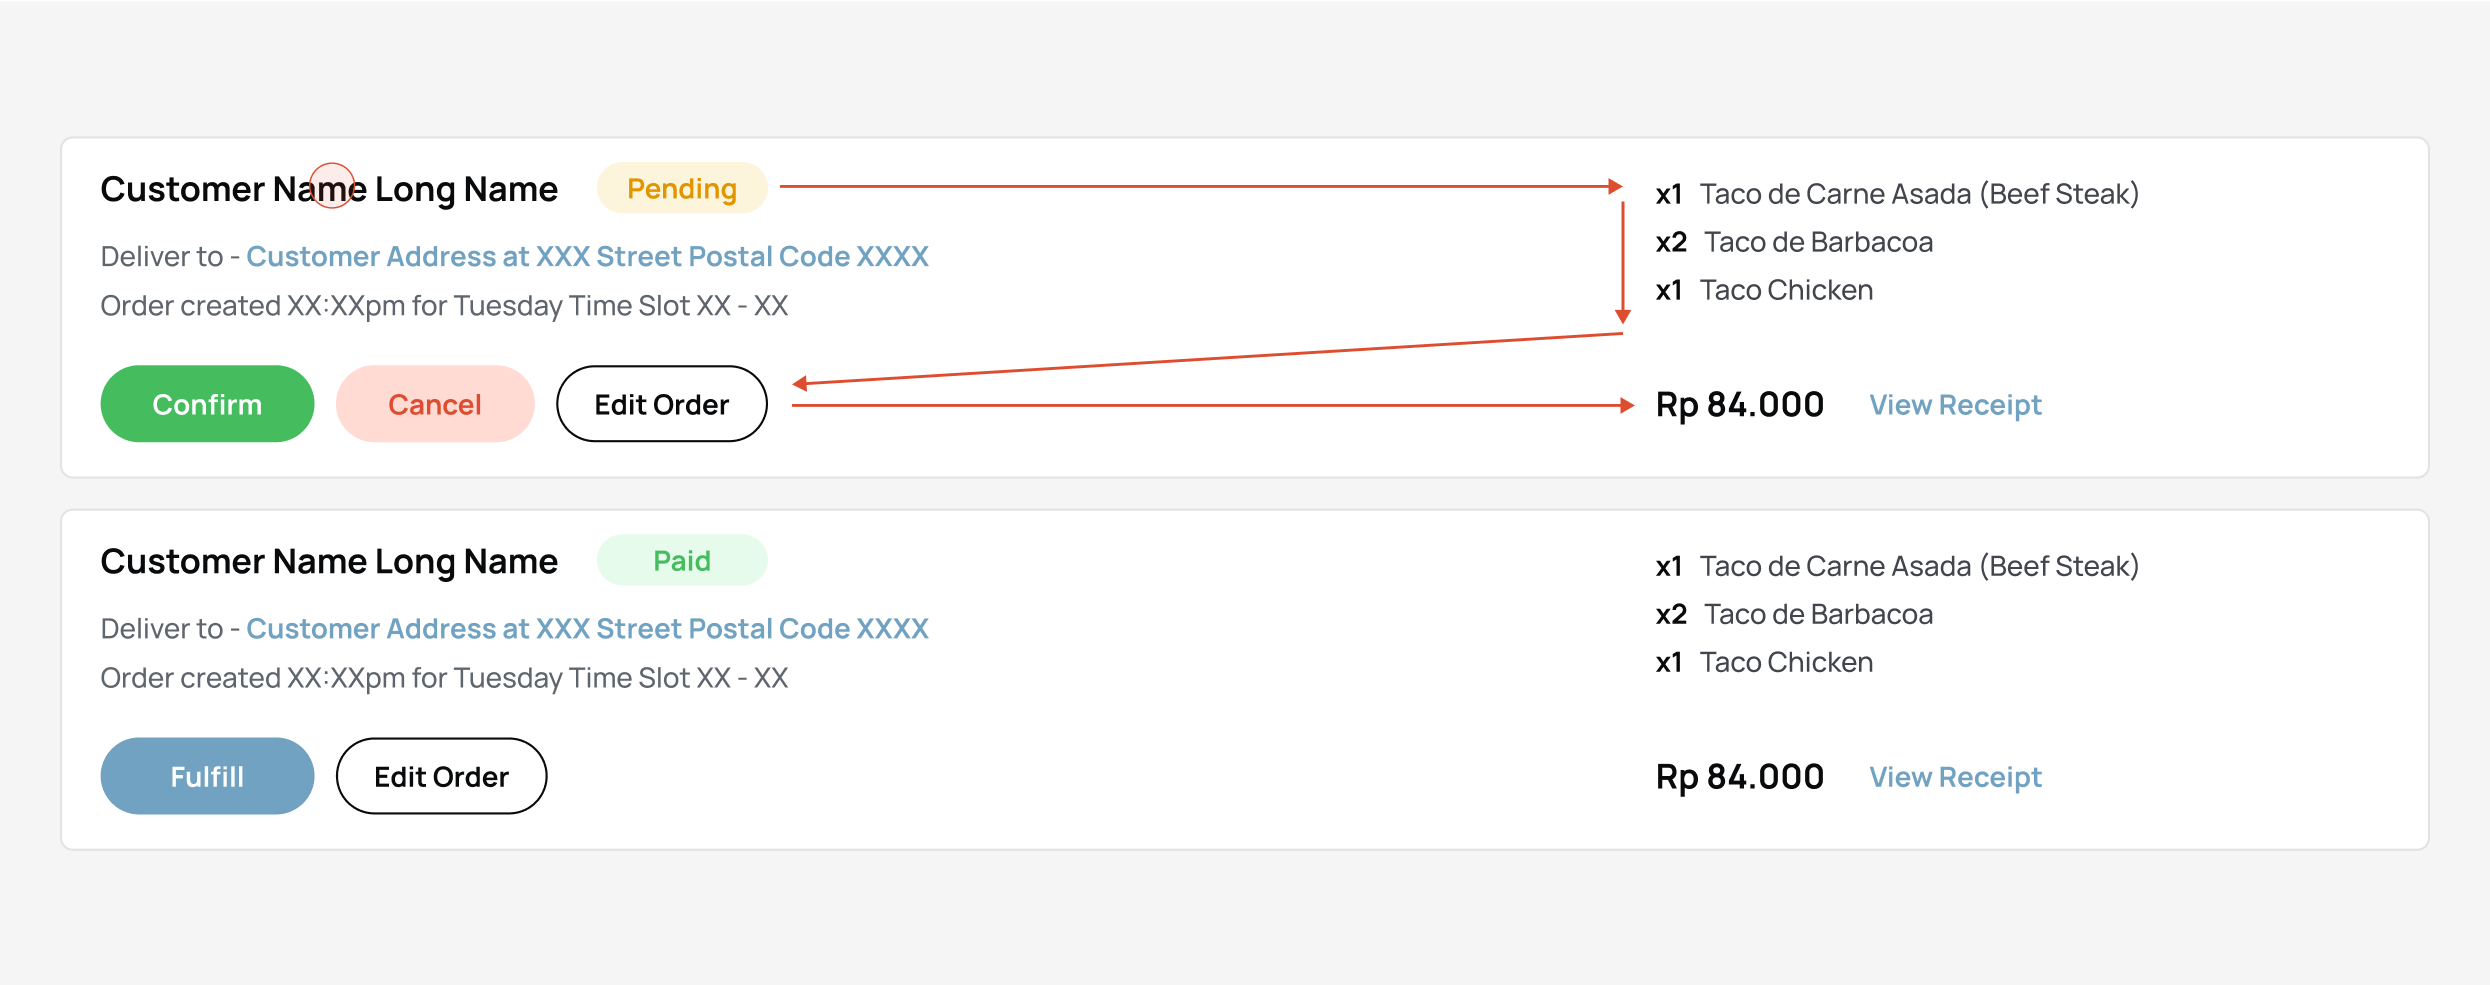 Customer Name Long Name Pending
Deliver to - Customer Address at XXX Street Postal Code XXXX
Order created XX:XXpm for Tuesday Time Slot XX - XX
x1 Taco de Carne Asada (Beef Steak)
x2 Taco de Barbacoa
x1 Taco Chicken
Confirm Cancel Edit Order
Rp 84.000 View Receipt
Customer Name Long Name Paid
Deliver to - Customer Address at XXX Street Postal Code XXXX
Order created XX:XXpm for Tuesday Time Slot XX - XX
x1 Taco de Carne Asada (Beef Steak)
x2 Taco de Barbacoa
x1 Taco Chicken
Fulfill Edit Order
Rp 84.000 View Receipt